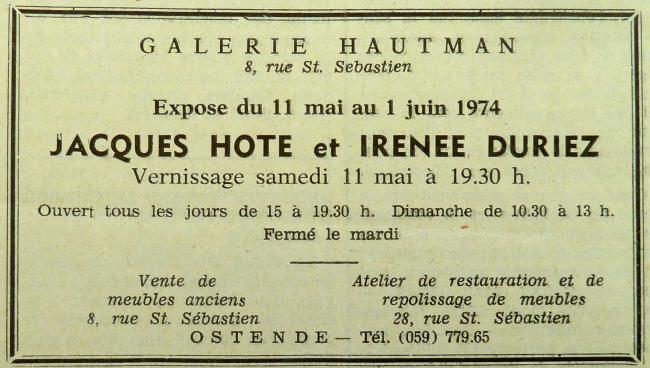 GALERIE HAUTMAN
8, rue St. Sebastien
Expose du 11 mai au 1 juin 1974
JACQUES HOTE et IRENEE DURIEZ
Vernissage samedi 11 mai à 19.30 h.
Ouvert tous les jours de 15 à 19.30 h. Dimanche de 10.30 à 13 h.
Fermé le mardi
Vente de
meubles anciens
8, rue St. Sébastien
Atelier de restauration et de
repolissage de meubles
28, rue St. Sébastien
OSTENDE — Tél. (059) 779.65